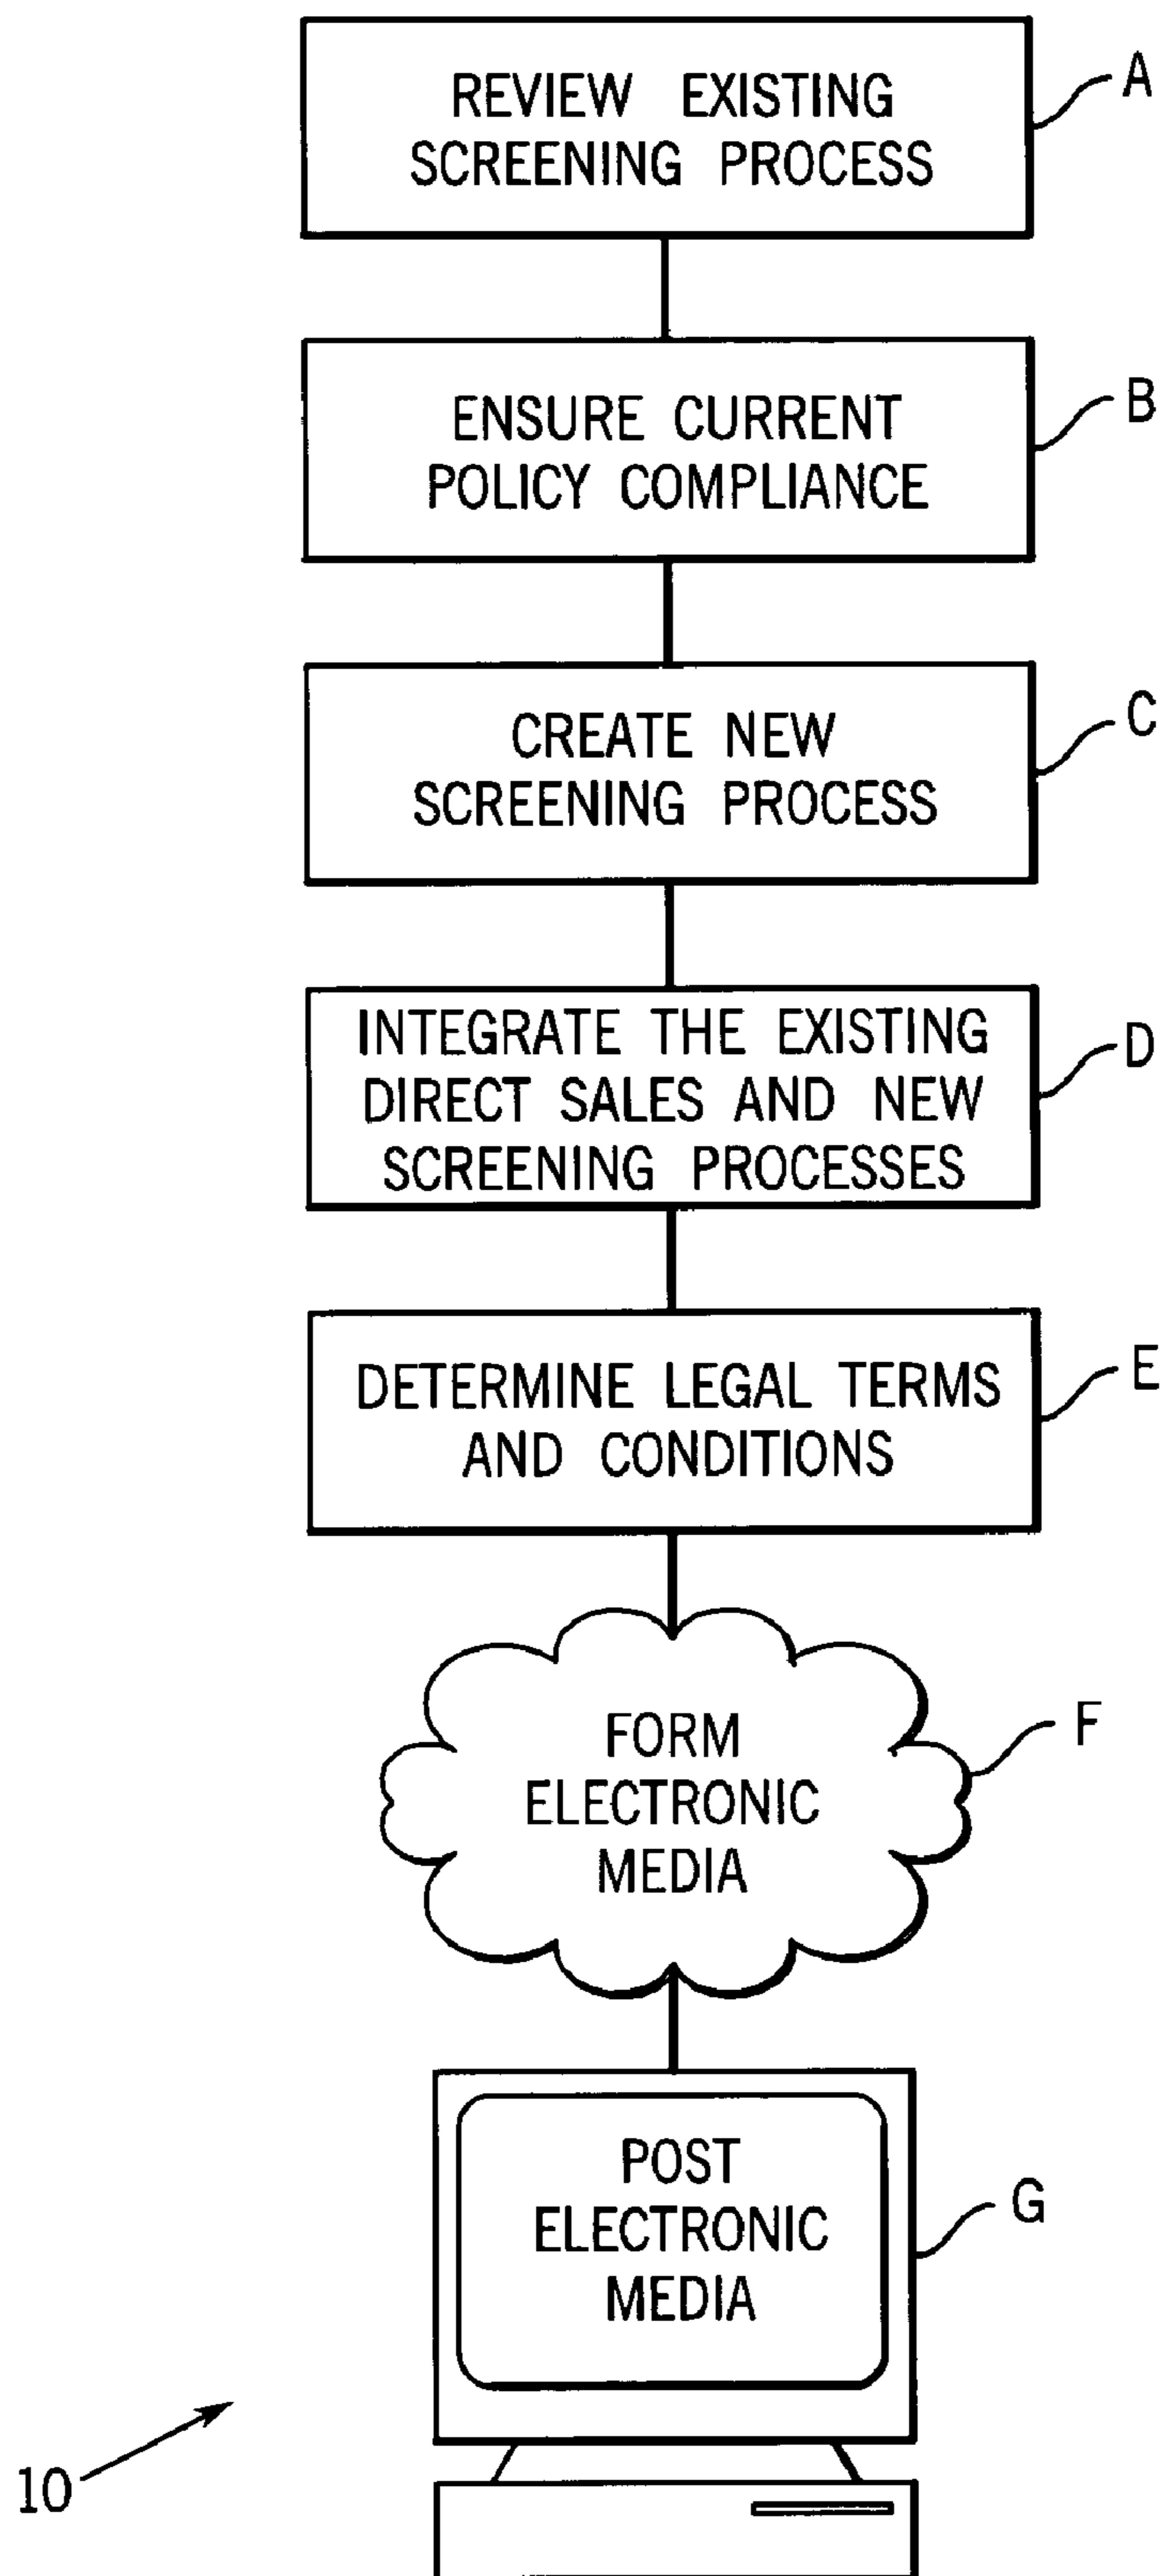 REVIEW EXISTING
SCREENING PROCESS
A
ENSURE CURRENT
POLICY COMPLIANCE
B
CREATE NEW
SCREENING PROCESS
C
INTEGRATE THE EXISTING
DIRECT SALES AND NEW
SCREENING PROCESSES
D
DETERMINE LEGAL TERMS
AND CONDITIONS
E
FORM
ELECTRONIC
MEDIA
F
POST
ELECTRONIC
MEDIA
G
10